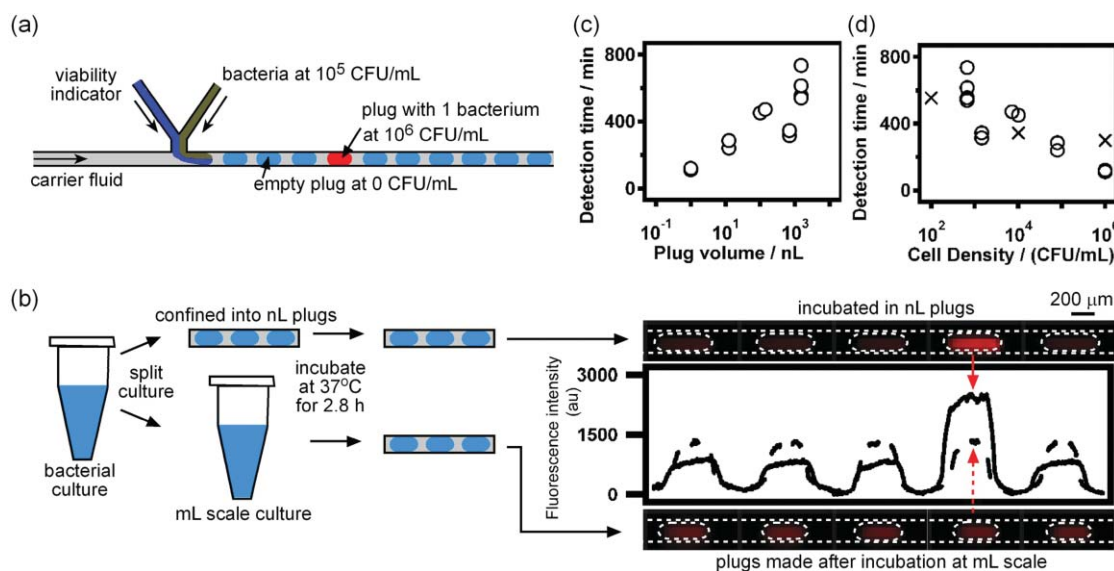 (a)
viability
indicator
bacteria at 10⁵ CFU/mL
plug with 1 bacterium
at 10⁶ CFU/mL
carrier fluid
empty plug at 0 CFU/mL
(c)
Detection time / min
800
400
0
10⁻¹ 10¹ 10³
Plug volume / nL
(d)
Detection time / min
800
400
0
10² 10⁴ 10⁶
Cell Density / (CFU/mL)
(b)
confined into nL plugs
split
culture
bacterial
culture
mL scale culture
incubate
at 37°C
for 2.8 h
incubated in nL plugs
200 μm
Fluorescence intensity
(au)
3000
1500
0
plugs made after incubation at mL scale